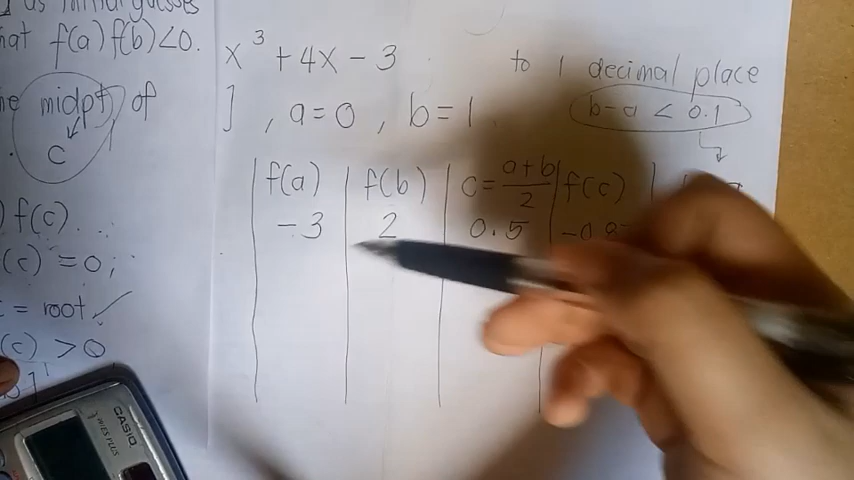 as initial guesses
that f(a)f(b)<0.
midpt of
c
f(c)...
(c) = 0,
= root ✓
(c) > 0
x³ + 4x - 3 to 1 decimal place
], a=0, b=1, b-a < 0.1
f(a) | f(b) | c = a+b/2 | f(c) |
-3 | 2 | 0.5 |
CASIO